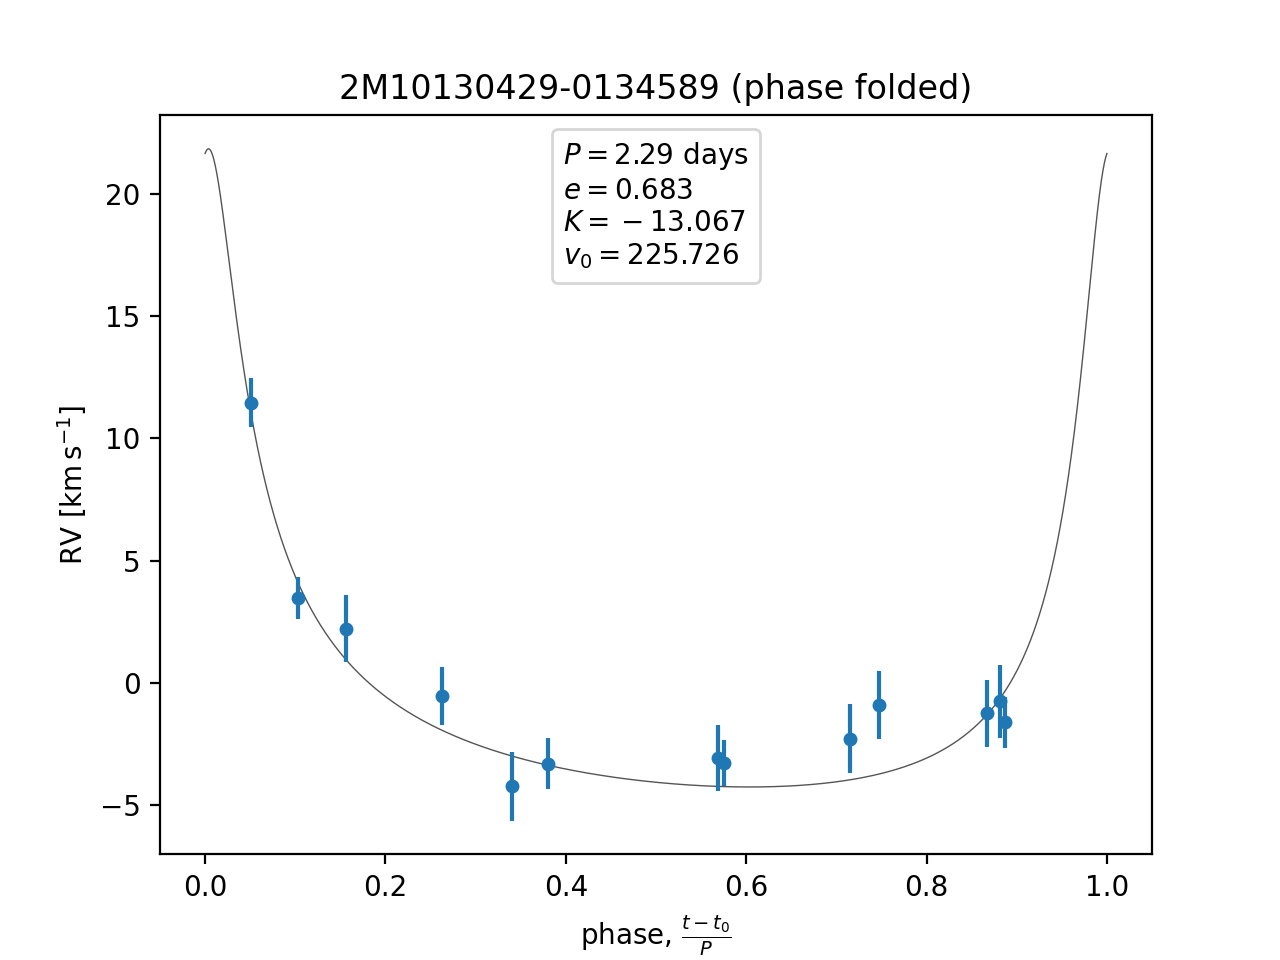 2M10130429-0134589 (phase folded)
P = 2.29 days
e = 0.683
K = −13.067
v₀ = 225.726
RV [km s⁻¹]
20
15
10
5
0
−5
0.0 0.2 0.4 0.6 0.8 1.0
phase, (t − t₀)/P